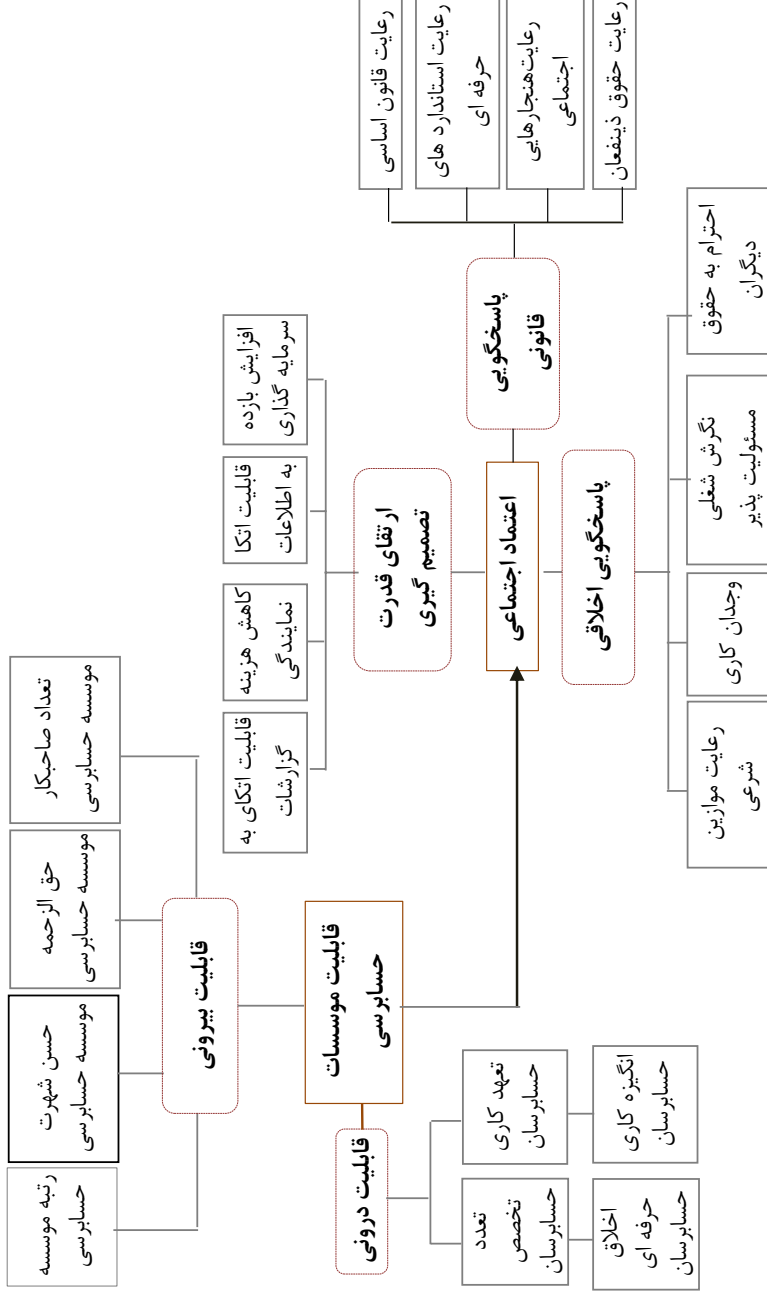 رتبه موسسه
حسابرسی
حسن شهرت
موسسه حسابرسی
حق الزحمه
موسسه حسابرسی
تعداد صاحبکار
موسسه حسابرسی
قابلیت بیرونی
قابلیت موسسات
حسابرسی
قابلیت درونی
تعدد
تخصص
حسابرسان
تعهد کاری
حسابرسان
اخلاق
حرفه ای
حسابرسان
انگیزه کاری
حسابرسان
قابلیت اتکای به
گزارشات
کاهش هزینه
نمایندگی
قابلیت اتکا
به اطلاعات
افزایش بازده
سرمایه گذاری
ارتقای قدرت
تصمیم گیری
اعتماد اجتماعی
پاسخگویی اخلاقی
رعایت موازین
شرعی
وجدان کاری
نگرش شغلی
مسئولیت پذیر
احترام به حقوق
دیگران
پاسخگویی
قانونی
رعایت قانون اساسی
رعایت استاندارد های
حرفه ای
رعایت‌هنجارهایی
اجتماعی
رعایت حقوق ذینفعان